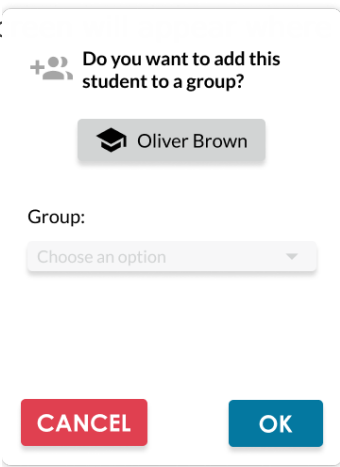 Do you want to add this
student to a group?
Oliver Brown
Group:
Choose an option
CANCEL
OK